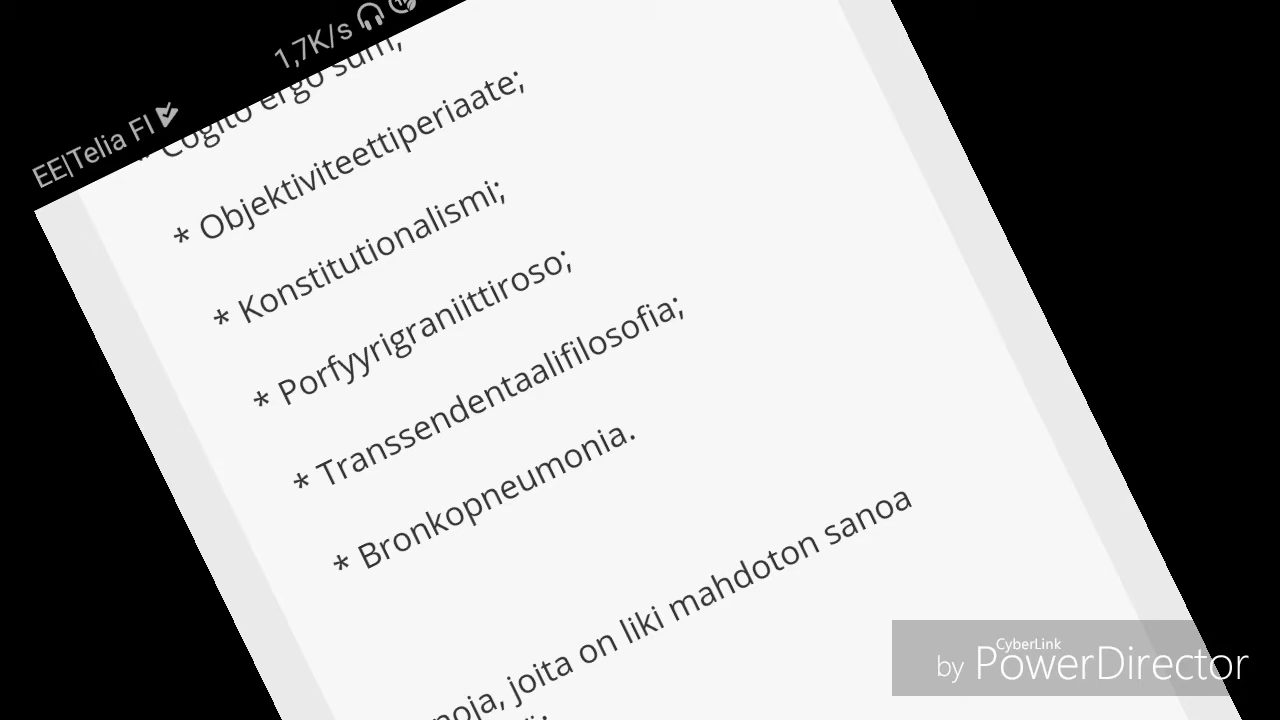 EE|Telia FI
1,7K/s
* Cogito ergo sum;
* Objektiviteettiperiaate;
* Konstitutionalismi;
* Porfyyrigraniittiroso;
* Transsendentaalifilosofia;
* Bronkopneumonia.
joita on liki mahdoton sanoa
by CyberLink PowerDirector